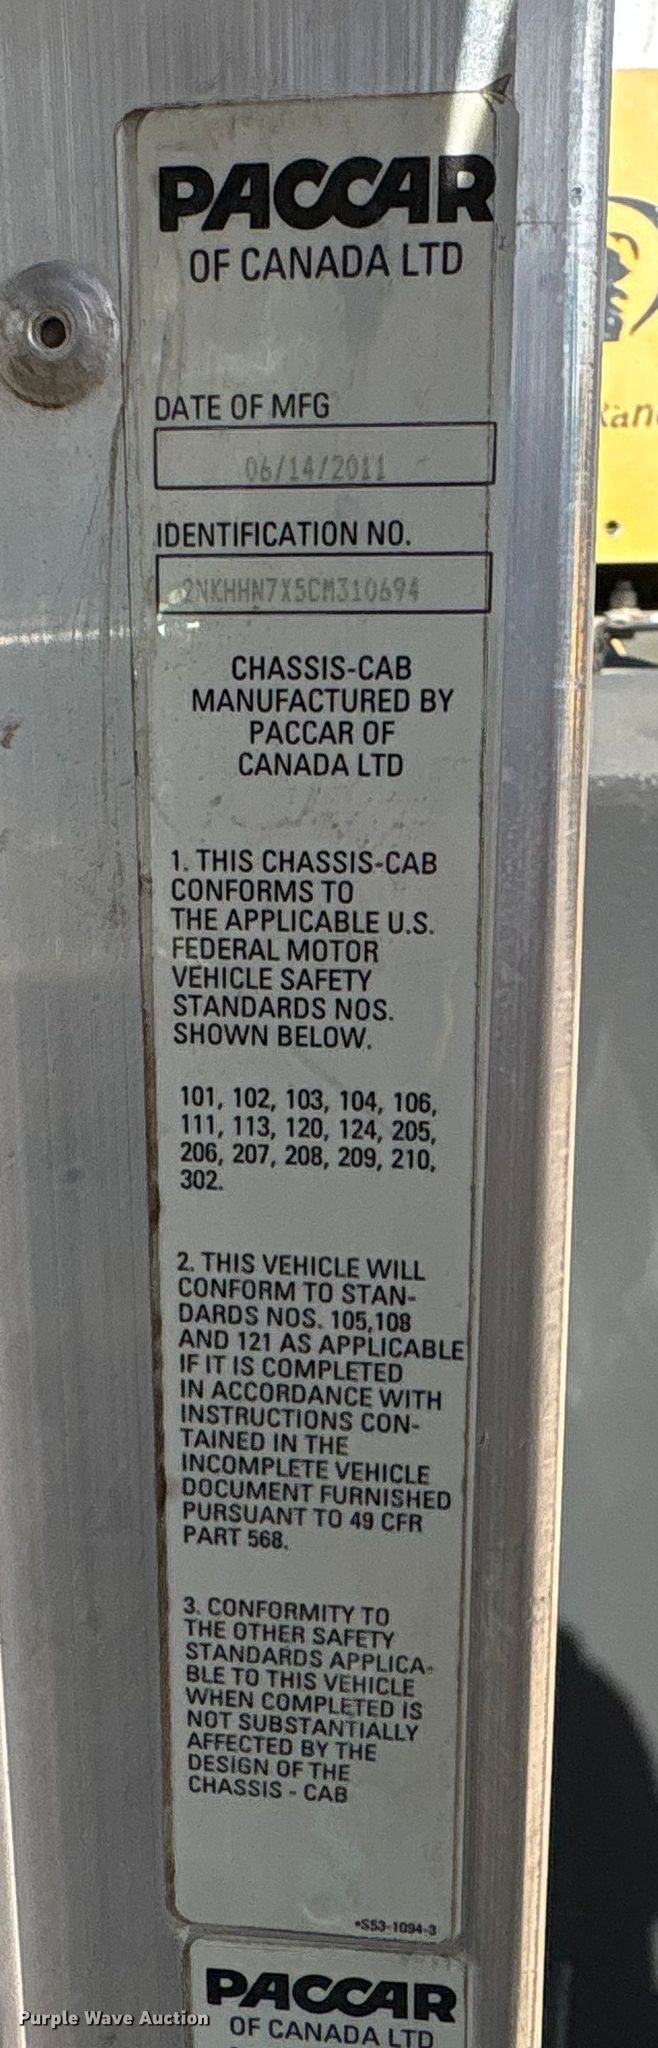 PACCAR
OF CANADA LTD
DATE OF MFG
06/14/2011
IDENTIFICATION NO.
2NKHHN7X5CM310694
CHASSIS-CAB
MANUFACTURED BY
PACCAR OF
CANADA LTD
1. THIS CHASSIS-CAB
CONFORMS TO
THE APPLICABLE U.S.
FEDERAL MOTOR
VEHICLE SAFETY
STANDARDS NOS.
SHOWN BELOW.
101, 102, 103, 104, 106,
111, 113, 120, 124, 205,
206, 207, 208, 209, 210,
302.
2. THIS VEHICLE WILL
CONFORM TO STAN-
DARDS NOS. 105,108
AND 121 AS APPLICABLE
IF IT IS COMPLETED
IN ACCORDANCE WITH
INSTRUCTIONS CON-
TAINED IN THE
INCOMPLETE VEHICLE
DOCUMENT FURNISHED
PURSUANT TO 49 CFR
PART 568.
3. CONFORMITY TO
THE OTHER SAFETY
STANDARDS APPLICA-
BLE TO THIS VEHICLE
WHEN COMPLETED IS
NOT SUBSTANTIALLY
AFFECTED BY THE
DESIGN OF THE
CHASSIS - CAB
•S53-1094-3
PACCAR
OF CANADA LTD
Purple Wave Auction